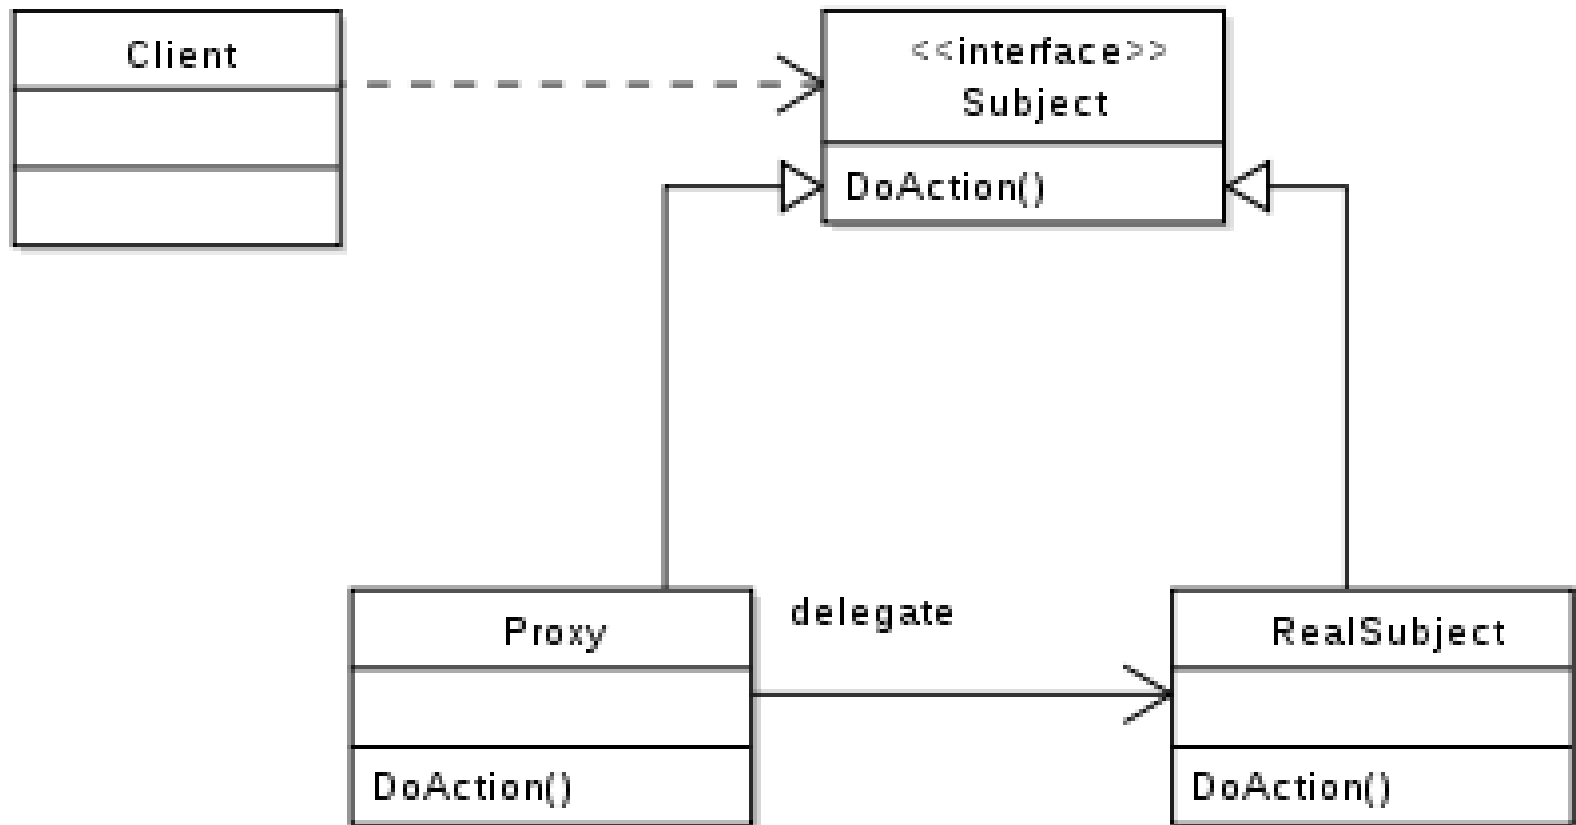 Client
<<interface>>
Subject
DoAction()
delegate
Proxy
RealSubject
DoAction()
DoAction()